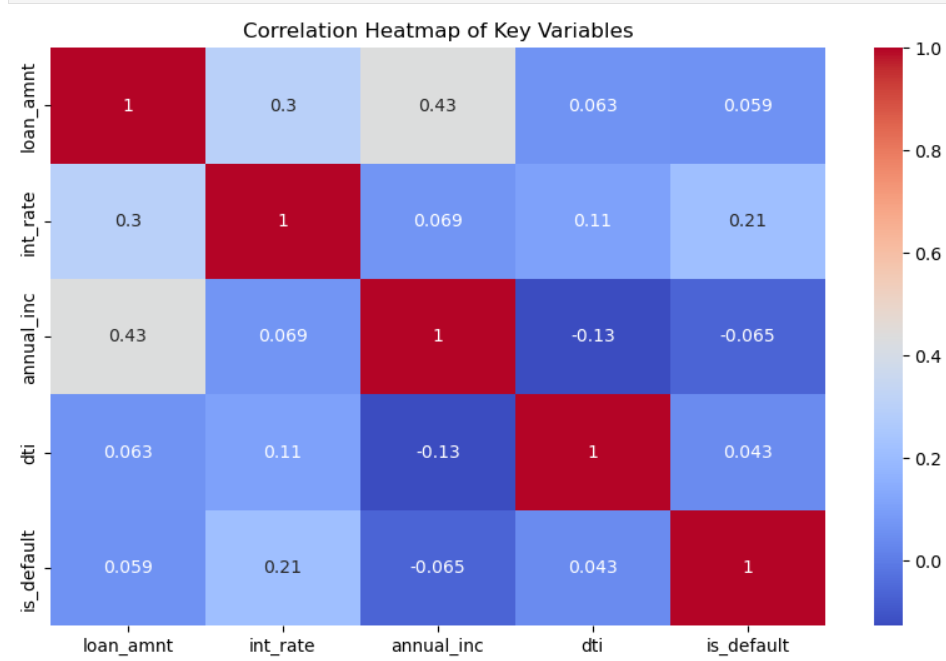 Correlation Heatmap of Key Variables
loan_amnt 1 0.3 0.43 0.063 0.059
int_rate 0.3 1 0.069 0.11 0.21
annual_inc 0.43 0.069 1 -0.13 -0.065
dti 0.063 0.11 -0.13 1 0.043
is_default 0.059 0.21 -0.065 0.043 1
loan_amnt int_rate annual_inc dti is_default
1.0
0.8
0.6
0.4
0.2
0.0